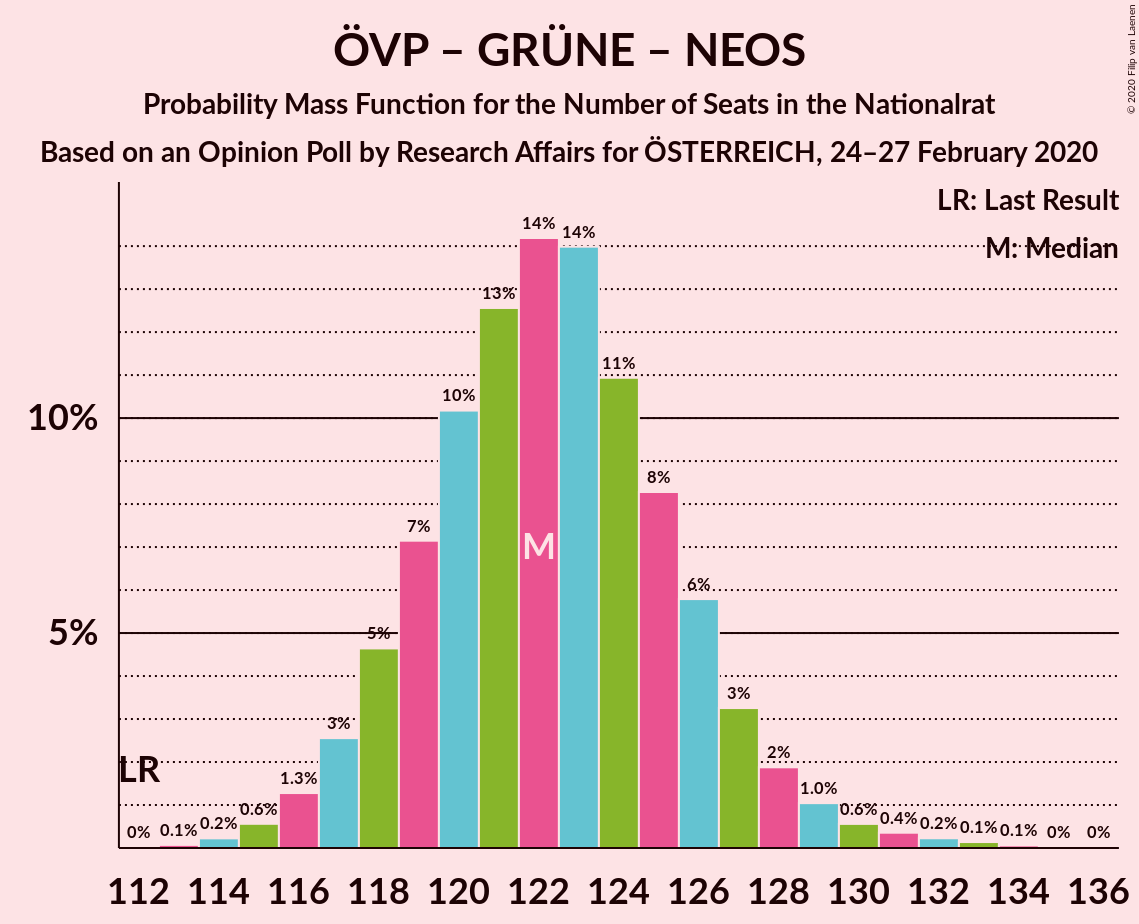 ÖVP – GRÜNE – NEOS
Probability Mass Function for the Number of Seats in the Nationalrat
Based on an Opinion Poll by Research Affairs for ÖSTERREICH, 24–27 February 2020
© 2020 Filip van Laenen
LR: Last Result
M: Median
14% 14%
13%
11%
10%
10%
8%
7%
M
6%
5%
5%
3%
3%
LR
2%
1.3%
1.0%
0.6% 0.6%
0% 0.1% 0.2% 0.4% 0.2% 0.1% 0.1% 0% 0%
112 114 116 118 120 122 124 126 128 130 132 134 136